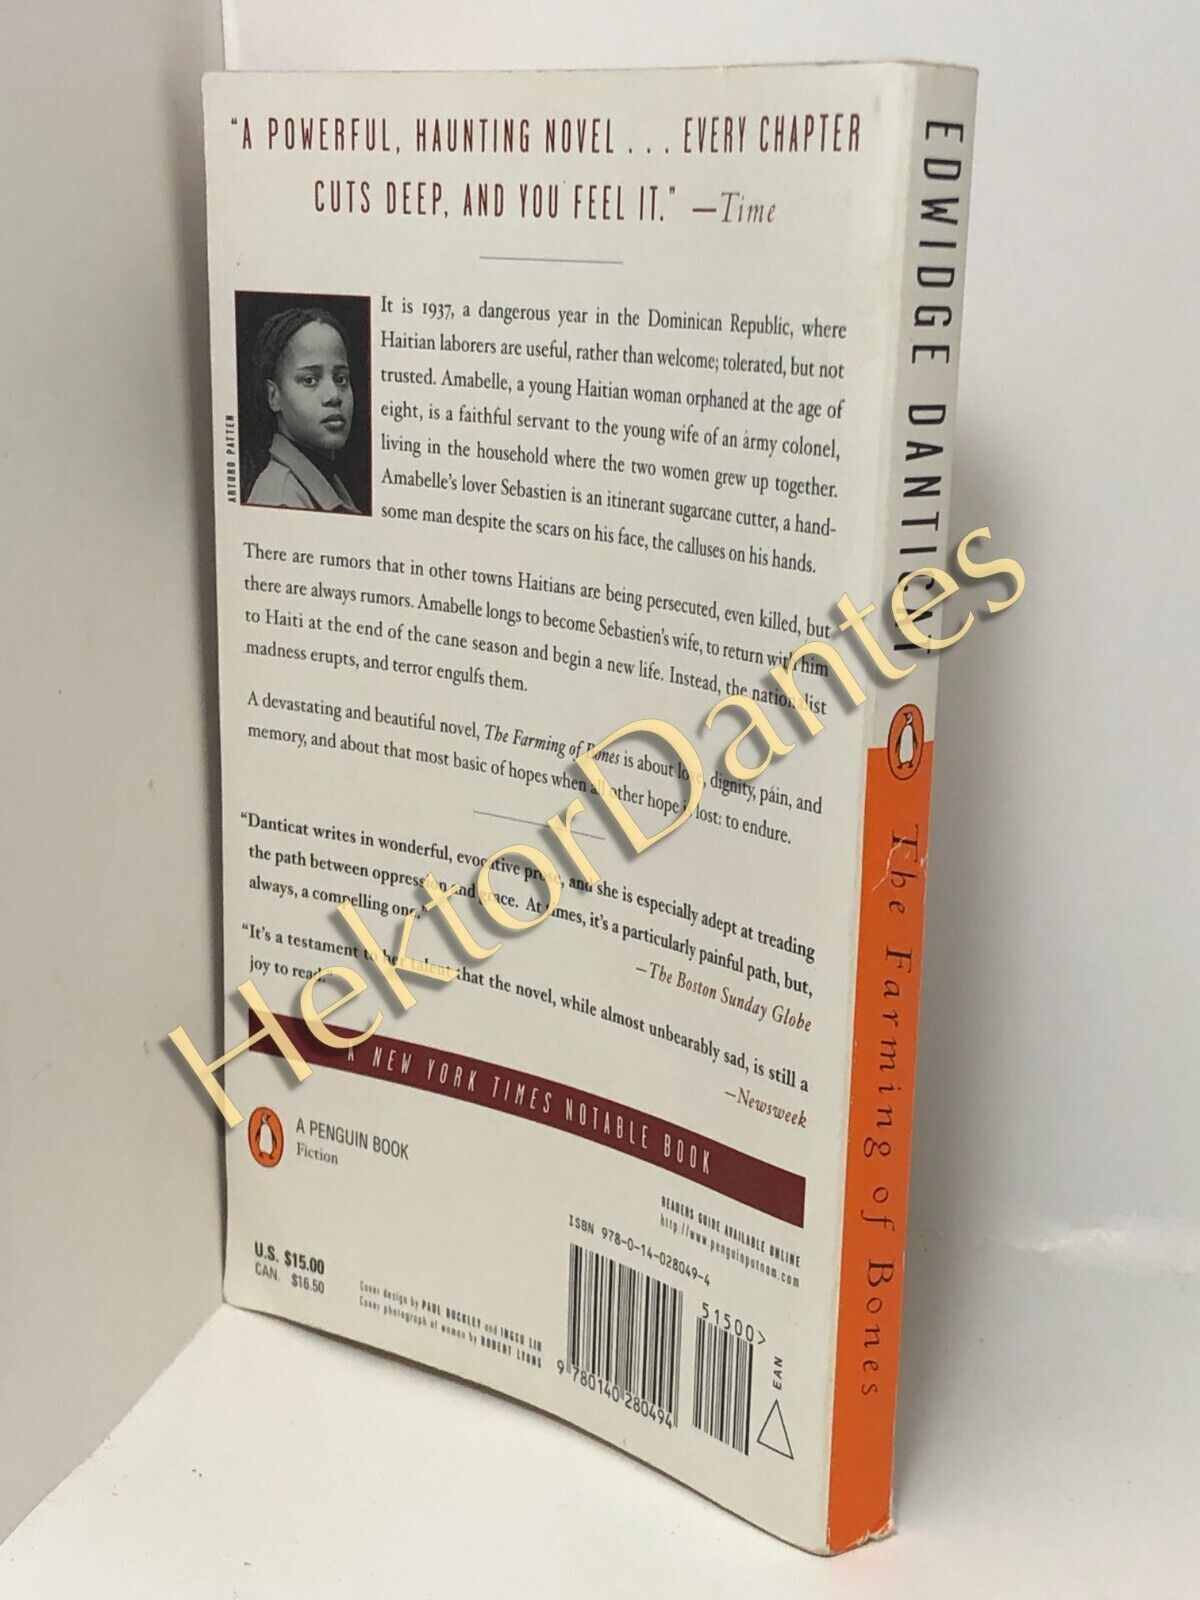 "A POWERFUL, HAUNTING NOVEL . . . EVERY CHAPTER
CUTS DEEP, AND YOU FEEL IT." —Time
ARTURO PATTEN
It is 1937, a dangerous year in the Dominican Republic, where
Haitian laborers are useful, rather than welcome; tolerated, but not
trusted. Amabelle, a young Haitian woman orphaned at the age of
eight, is a faithful servant to the young wife of an army colonel,
living in the household where the two women grew up together.
Amabelle's lover Sebastien is an itinerant sugarcane cutter, a hand-
some man despite the scars on his face, the calluses on his hands.
There are rumors that in other towns Haitians are being persecuted, even killed, but
there are always rumors. Amabelle longs to become Sebastien's wife, to return with him
to Haiti at the end of the cane season and begin a new life. Instead, the nationalist
madness erupts, and terror engulfs them.
A devastating and beautiful novel, The Farming of Bones is about love, dignity, pain, and
memory, and about that most basic of hopes when all other hope is lost: to endure.
"Danticat writes in wonderful, evocative prose, and she is especially adept at treading
the path between oppression and grace. At times, it's a particularly painful path, but,
always, a compelling one."
—The Boston Sunday Globe
"It's a testament to her talent that the novel, while almost unbearably sad, is still a
joy to read."
—Newsweek
A NEW YORK TIMES NOTABLE BOOK
A PENGUIN BOOK
Fiction
READERS GUIDE AVAILABLE ONLINE
http://www.penguinputnam.com
U.S. $15.00
CAN. $16.50
Cover design by PAUL BUCKLEY and INGSU LIU
Cover photograph of woman by ROBERT LYONS
ISBN 978-0-14-028049-4
51500>
9 780140 280494
EAN
EDWIDGE DANTICAT
The Farming of Bones
HektorDantes